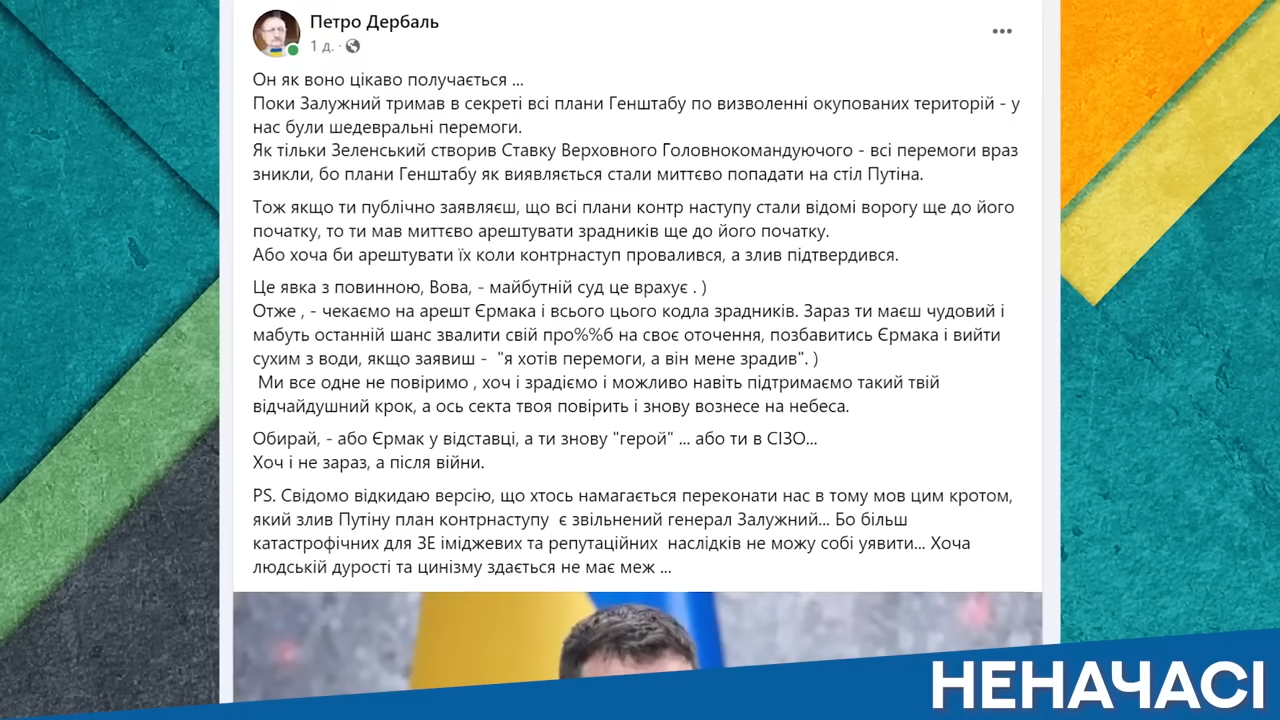 Петро Дербаль
1 д. ·
Он як воно цікаво получається ...
Поки Залужний тримав в секреті всі плани Генштабу по визволенні окупованих територій - у
нас були шедевральні перемоги.
Як тільки Зеленський створив Ставку Верховного Головнокомандуючого - всі перемоги враз
зникли, бо плани Генштабу як виявляється стали миттєво попадати на стіл Путіна.
Тож якщо ти публічно заявляєш, що всі плани контр наступу стали відомі ворогу ще до його
початку, то ти мав миттєво арештувати зрадників ще до його початку.
Або хоча би арештувати їх коли контрнаступ провалився, а злив підтвердився.
Це явка з повинною, Вова, - майбутній суд це врахує . )
Отже , - чекаємо на арешт Єрмака і всього цього кодла зрадників. Зараз ти маєш чудовий і
мабуть останній шанс звалити свій про%%б на своє оточення, позбавитись Єрмака і вийти
сухим з води, якщо заявиш -  "я хотів перемоги, а він мене зрадив". )
Ми все одне не повіримо , хоч і зрадіємо і можливо навіть підтримаємо такий твій
відчайдушний крок, а ось секта твоя повірить і знову вознесе на небеса.
Обирай, - або Єрмак у відставці, а ти знову "герой" ... або ти в СІЗО...
Хоч і не зараз, а після війни.
PS. Свідомо відкидаю версію, що хтось намагається переконати нас в тому мов цим кротом,
який злив Путіну план контрнаступу  є звільнений генерал Залужний... Бо більш
катастрофічних для ЗЕ іміджевих та репутаційних  наслідків не можу собі уявити... Хоча
людській дурості та цинізму здається не має меж ...
НЕНАЧАСІ